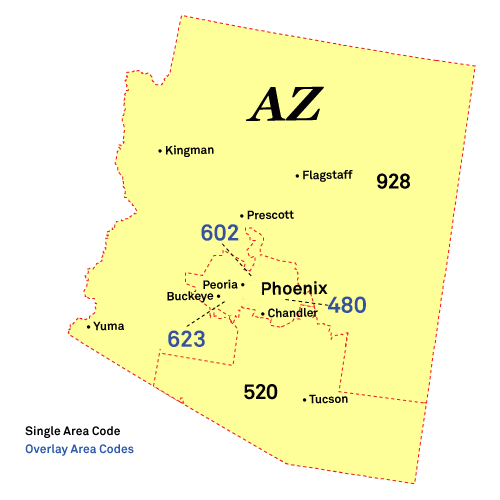 AZ
Kingman
Flagstaff
928
Prescott
602
Peoria
Phoenix
Buckeye
480
Chandler
Yuma
623
520
Tucson
Single Area Code
Overlay Area Codes